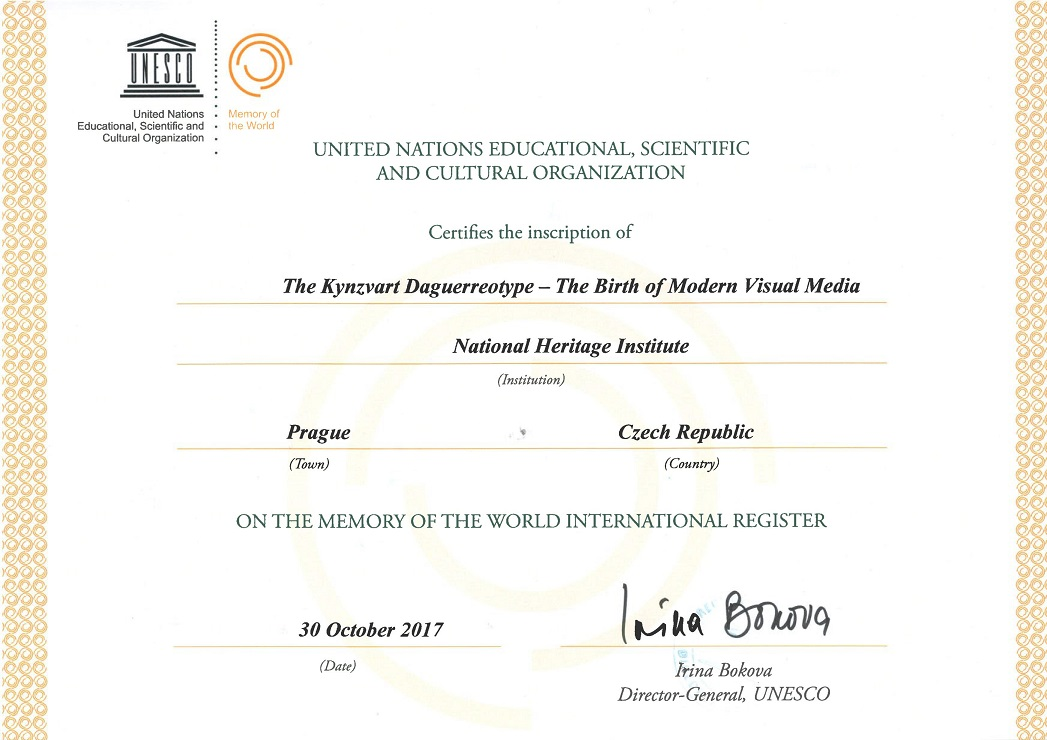 UNESCO
United Nations
Educational, Scientific and
Cultural Organization
Memory of
the World
UNITED NATIONS EDUCATIONAL, SCIENTIFIC
AND CULTURAL ORGANIZATION
Certifies the inscription of
The Kynzvart Daguerreotype – The Birth of Modern Visual Media
National Heritage Institute
(Institution)
Prague Czech Republic
(Town) (Country)
ON THE MEMORY OF THE WORLD INTERNATIONAL REGISTER
Irina Bokova
30 October 2017
(Date)
Irina Bokova
Director-General, UNESCO